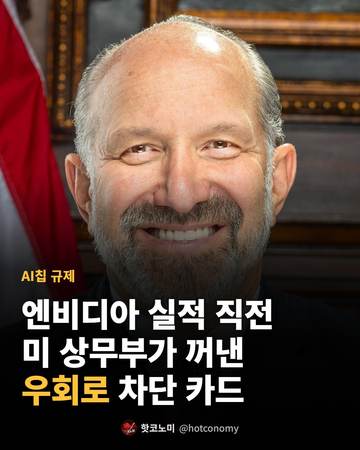 AI칩 규제
엔비디아 실적 직전
미 상무부가 꺼낸
우회로 차단 카드
핫코노미 @hotconomy